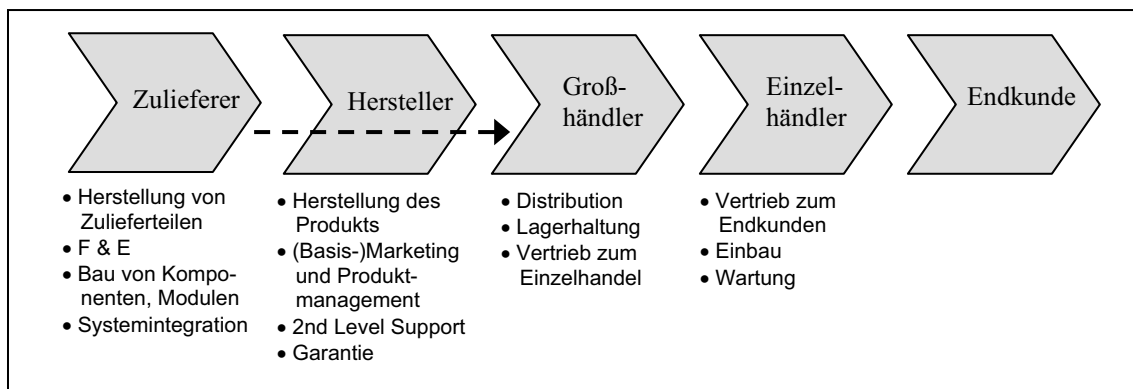 Zulieferer
Hersteller
Groß-
händler
Einzel-
händler
Endkunde
• Herstellung von
Zulieferteilen
• F & E
• Bau von Kompo-
nenten, Modulen
• Systemintegration
• Herstellung des
Produkts
• (Basis-)Marketing
und Produkt-
management
• 2nd Level Support
• Garantie
• Distribution
• Lagerhaltung
• Vertrieb zum
Einzelhandel
• Vertrieb zum
Endkunden
• Einbau
• Wartung